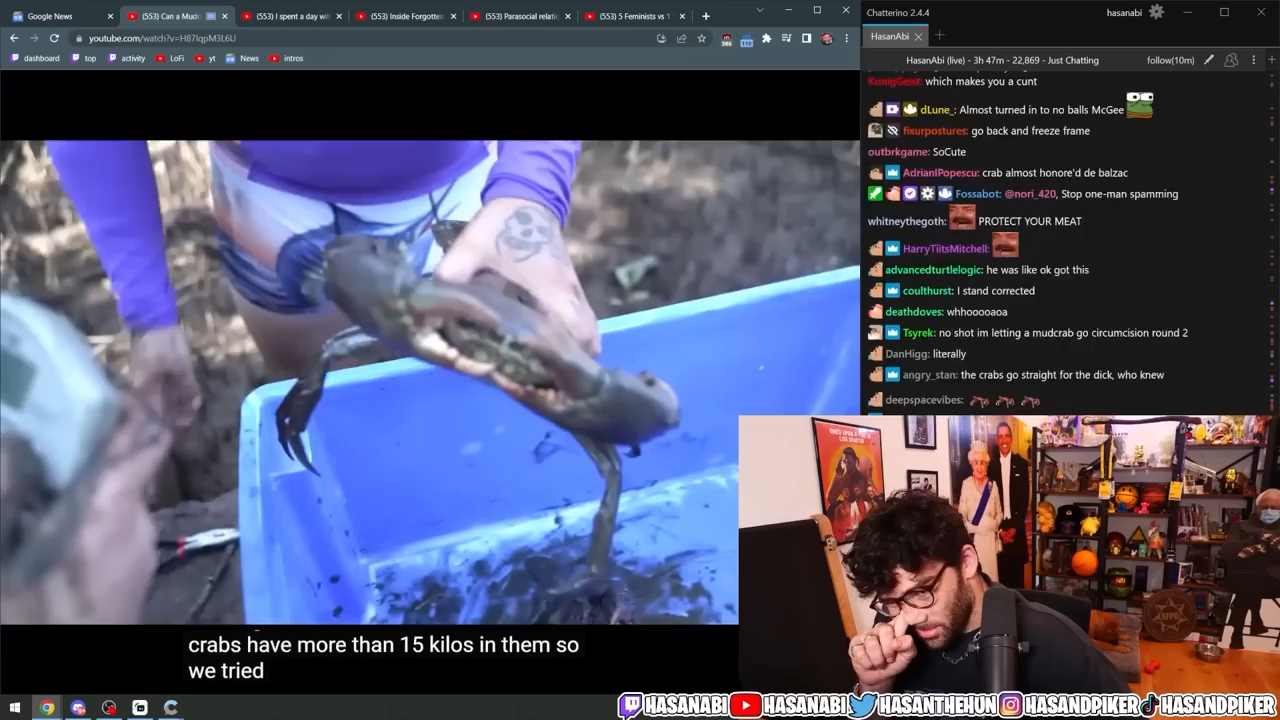 Google News
(553) Can a Mud
(553) I spent a day wi
(553) Inside Forgotten
(553) Parasocial relati
(553) 5 Feminists vs 1
youtube.com/watch?v=H87IqpM3L6U
dashboard
top
activity
LoFi
yt
News
intros
Chatterino 2.4.4
hasanabi
HasanAbi
HasanAbi (live) - 3h 47m - 22,869 - Just Chatting
follow(10m)
KonigGeist: which makes you a cunt
dLune_: Almost turned in to no balls McGee
fixurpostures: go back and freeze frame
outbrkgame: SoCute
AdrianIPopescu: crab almost honore'd de balzac
Fossabot: @nori_420, Stop one-man spamming
whitneythegoth: PROTECT YOUR MEAT
HarryTiitsMitchell:
advancedturtlelogic: he was like ok got this
coulthurst: I stand corrected
deathdoves: whhoooooaa
Tsyrek: no shot im letting a mudcrab go circumcision round 2
DanHigg: literally
angry_stan: the crabs go straight for the dick, who knew
deepspacevibes:
crabs have more than 15 kilos in them so
we tried
HASANABI HASANABI HASANTHEHUN HASANDPIKER HASANDPIKER